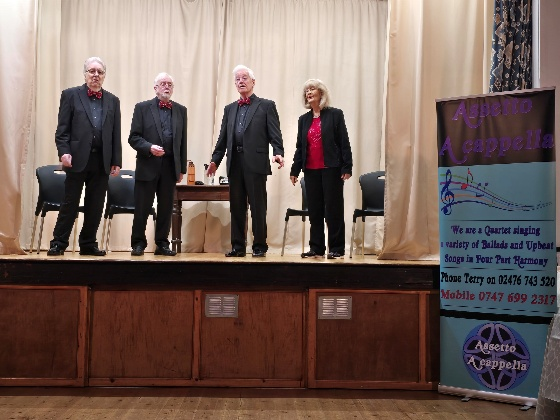 Assetto
A cappella
We are a Quartet singing
a variety of Ballads and Upbeat
Songs in Four Part Harmony
Phone Terry on 02476 743 520
Mobile 0747 699 2317
Assetto
A cappella